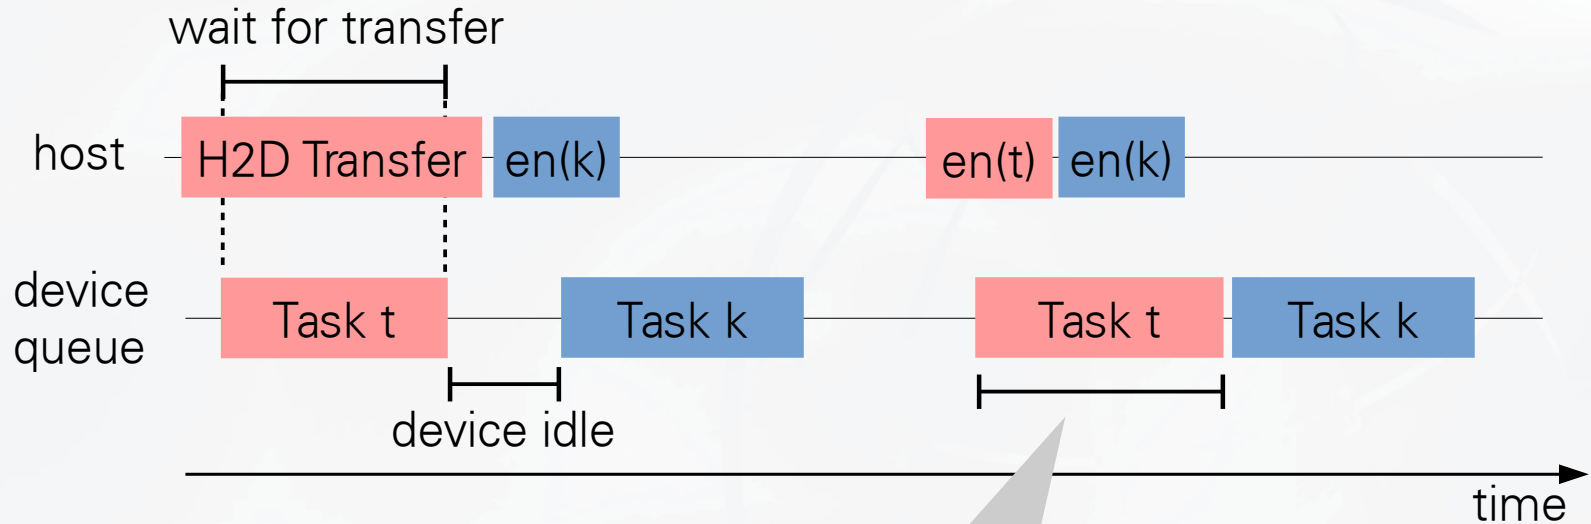 wait for transfer
host
H2D Transfer
en(k)
en(t)
en(k)
device
queue
Task t
Task k
Task t
Task k
device idle
time